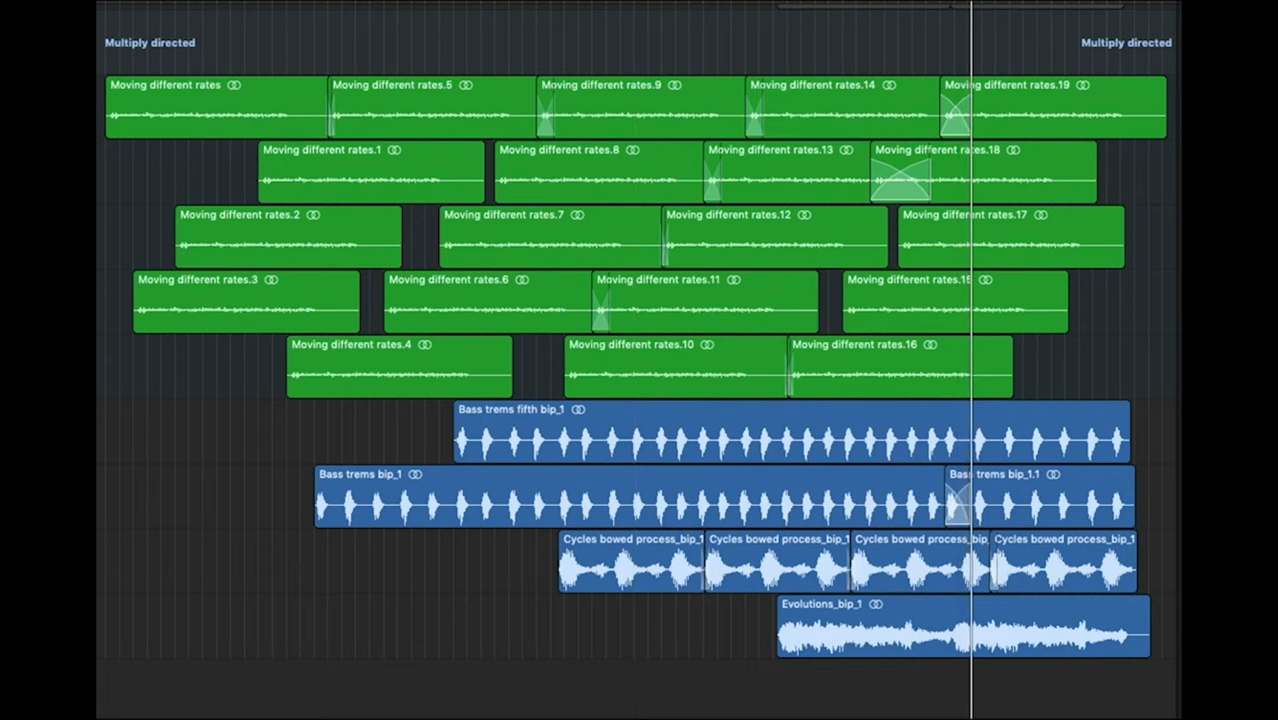 Multiply directed
Multiply directed
Moving different rates
Moving different rates.5
Moving different rates.9
Moving different rates.14
Moving different rates.19
Moving different rates.1
Moving different rates.8
Moving different rates.13
Moving different rates.18
Moving different rates.2
Moving different rates.7
Moving different rates.12
Moving different rates.17
Moving different rates.3
Moving different rates.6
Moving different rates.11
Moving different rates.15
Moving different rates.4
Moving different rates.10
Moving different rates.16
Bass trems fifth bip_1
Bass trems bip_1
Bass trems bip_1.1
Cycles bowed process_bip_1
Cycles bowed process_bip_1
Cycles bowed process_bip_
Cycles bowed process_bip_1
Evolutions_bip_1